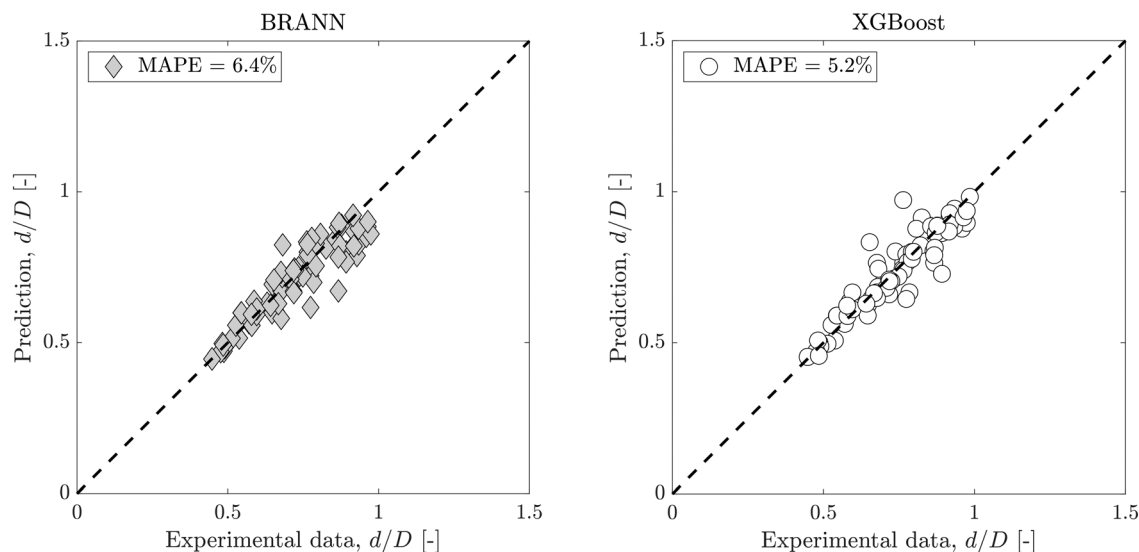 BRANN
1.5
MAPE = 6.4%
1
0.5
0
0
0.5
1
1.5
Prediction, d/D [-]
Experimental data, d/D [-]
XGBoost
1.5
MAPE = 5.2%
1
0.5
0
0
0.5
1
1.5
Prediction, d/D [-]
Experimental data, d/D [-]